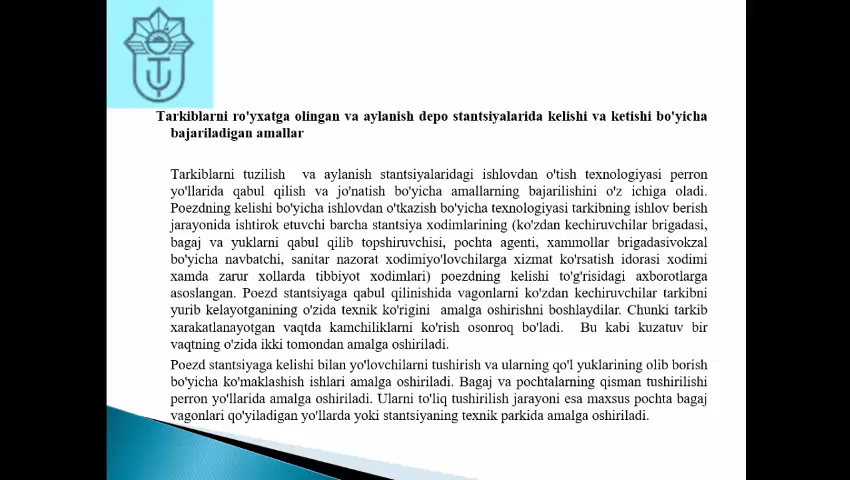 Tarkiblarni ro'yxatga olingan va aylanish depo stantsiyalarida kelishi va ketishi bo'yicha
bajariladigan amallar
Tarkiblarni tuzilish va aylanish stantsiyalaridagi ishlovdan o'tish texnologiyasi perron
yo'llarida qabul qilish va jo'natish bo'yicha amallarning bajarilishini o'z ichiga oladi.
Poezdning kelishi bo'yicha ishlovdan o'tkazish bo'yicha texnologiyasi tarkibning ishlov berish
jarayonida ishtirok etuvchi barcha stantsiya xodimlarining (ko'zdan kechiruvchilar brigadasi,
bagaj va yuklarni qabul qilib topshiruvchisi, pochta agenti, xammollar brigadasivokzal
bo'yicha navbatchi, sanitar nazorat xodimiyo'lovchilarga xizmat ko'rsatish idorasi xodimi
xamda zarur xollarda tibbiyot xodimlari) poezdning kelishi to'g'risidagi axborotlarga
asoslangan. Poezd stantsiyaga qabul qilinishida vagonlarni ko'zdan kechiruvchilar tarkibni
yurib kelayotganining o'zida texnik ko'rigini amalga oshirishni boshlaydilar. Chunki tarkib
xarakatlanayotgan vaqtda kamchiliklarni ko'rish osonroq bo'ladi. Bu kabi kuzatuv bir
vaqtning o'zida ikki tomondan amalga oshiriladi.
Poezd stantsiyaga kelishi bilan yo'lovchilarni tushirish va ularning qo'l yuklarining olib borish
bo'yicha ko'maklashish ishlari amalga oshiriladi. Bagaj va pochtalarning qisman tushirilishi
perron yo'llarida amalga oshiriladi. Ularni to'liq tushirilish jarayoni esa maxsus pochta bagaj
vagonlari qo'yiladigan yo'llarda yoki stantsiyaning texnik parkida amalga oshiriladi.